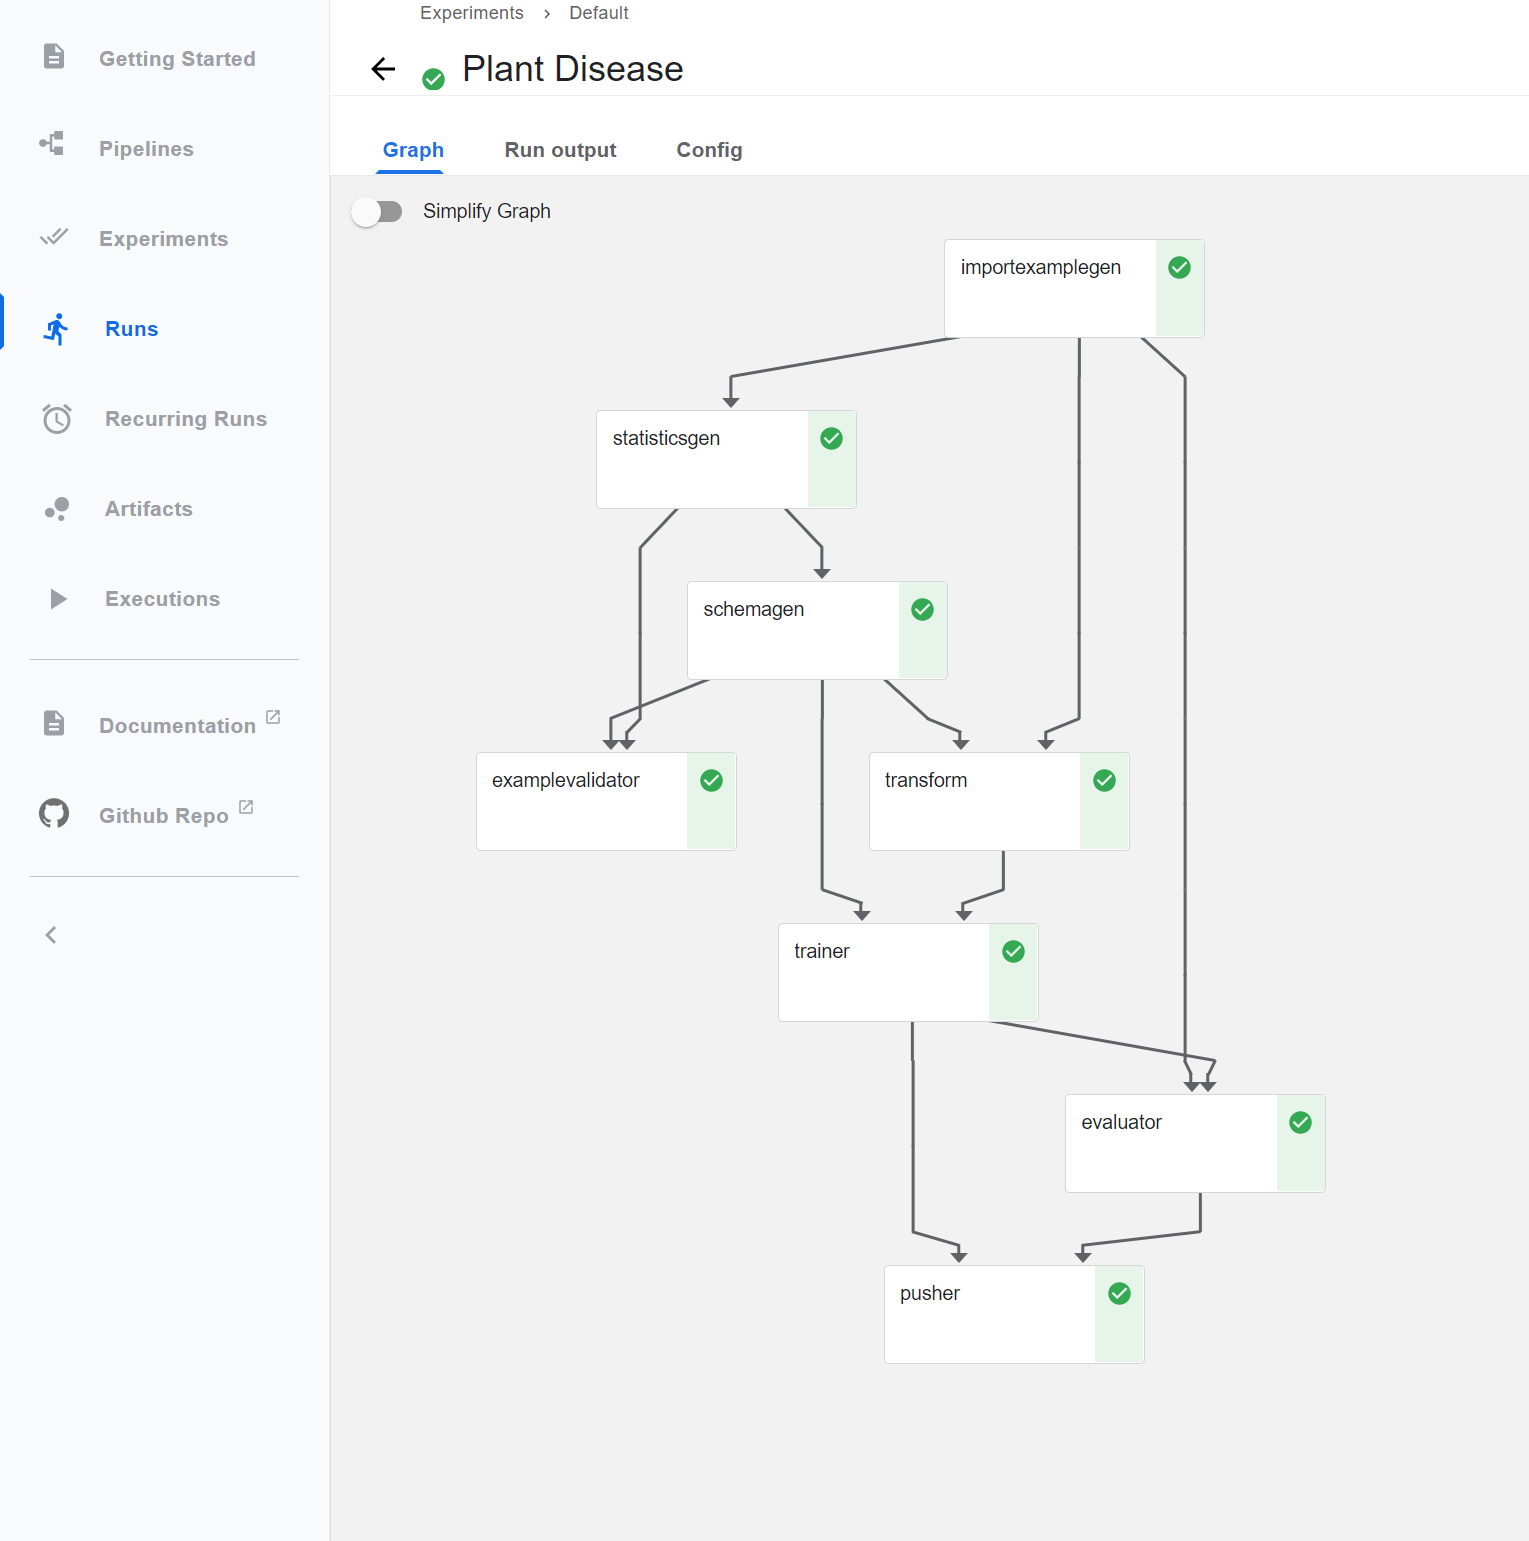 Getting Started
Pipelines
Experiments
Runs
Recurring Runs
Artifacts
Executions
Documentation
Github Repo
Experiments › Default
Plant Disease
Graph Run output Config
Simplify Graph
importexamplegen
statisticsgen
schemagen
examplevalidator
transform
trainer
evaluator
pusher